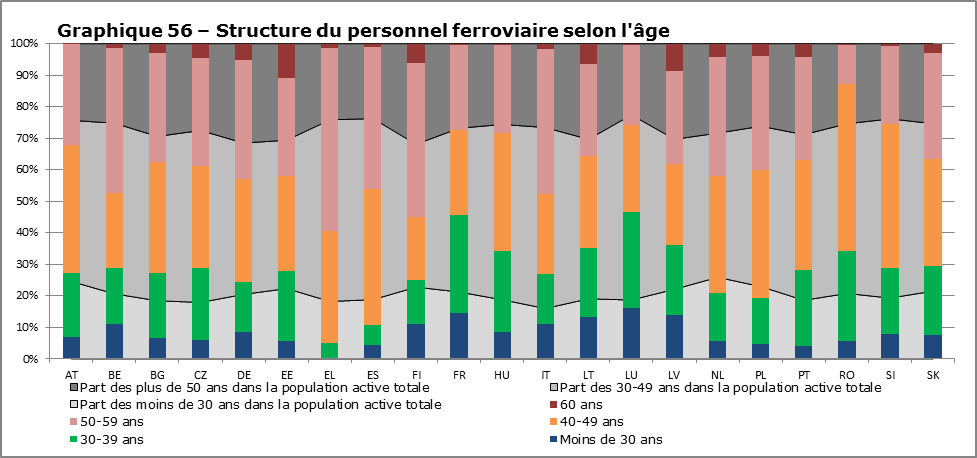 Graphique 56 – Structure du personnel ferroviaire selon l'âge
100%
90%
80%
70%
60%
50%
40%
30%
20%
10%
0%
AT BE BG CZ DE EE EL ES FI FR HU IT LT LU LV NL PL PT RO SI SK
Part des plus de 50 ans dans la population active totale
Part des 30-49 ans dans la population active totale
Part des moins de 30 ans dans la population active totale
60 ans
50-59 ans
40-49 ans
30-39 ans
Moins de 30 ans